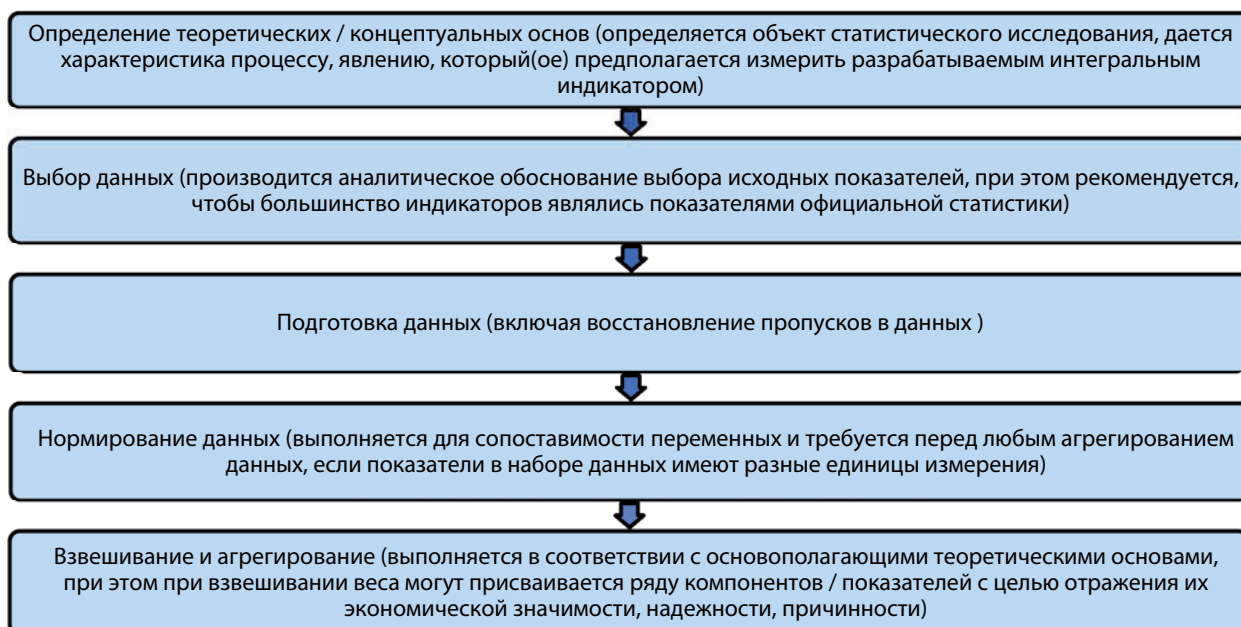 Определение теоретических / концептуальных основ (определяется объект статистического исследования, дается
характеристика процессу, явлению, который(ое) предполагается измерить разрабатываемым интегральным
индикатором)
Выбор данных (производится аналитическое обоснование выбора исходных показателей, при этом рекомендуется,
чтобы большинство индикаторов являлись показателями официальной статистики)
Подготовка данных (включая восстановление пропусков в данных )
Нормирование данных (выполняется для сопоставимости переменных и требуется перед любым агрегированием
данных, если показатели в наборе данных имеют разные единицы измерения)
Взвешивание и агрегирование (выполняется в соответствии с основополагающими теоретическими основами,
при этом при взвешивании веса могут присваивается ряду компонентов / показателей с целью отражения их
экономической значимости, надежности, причинности)